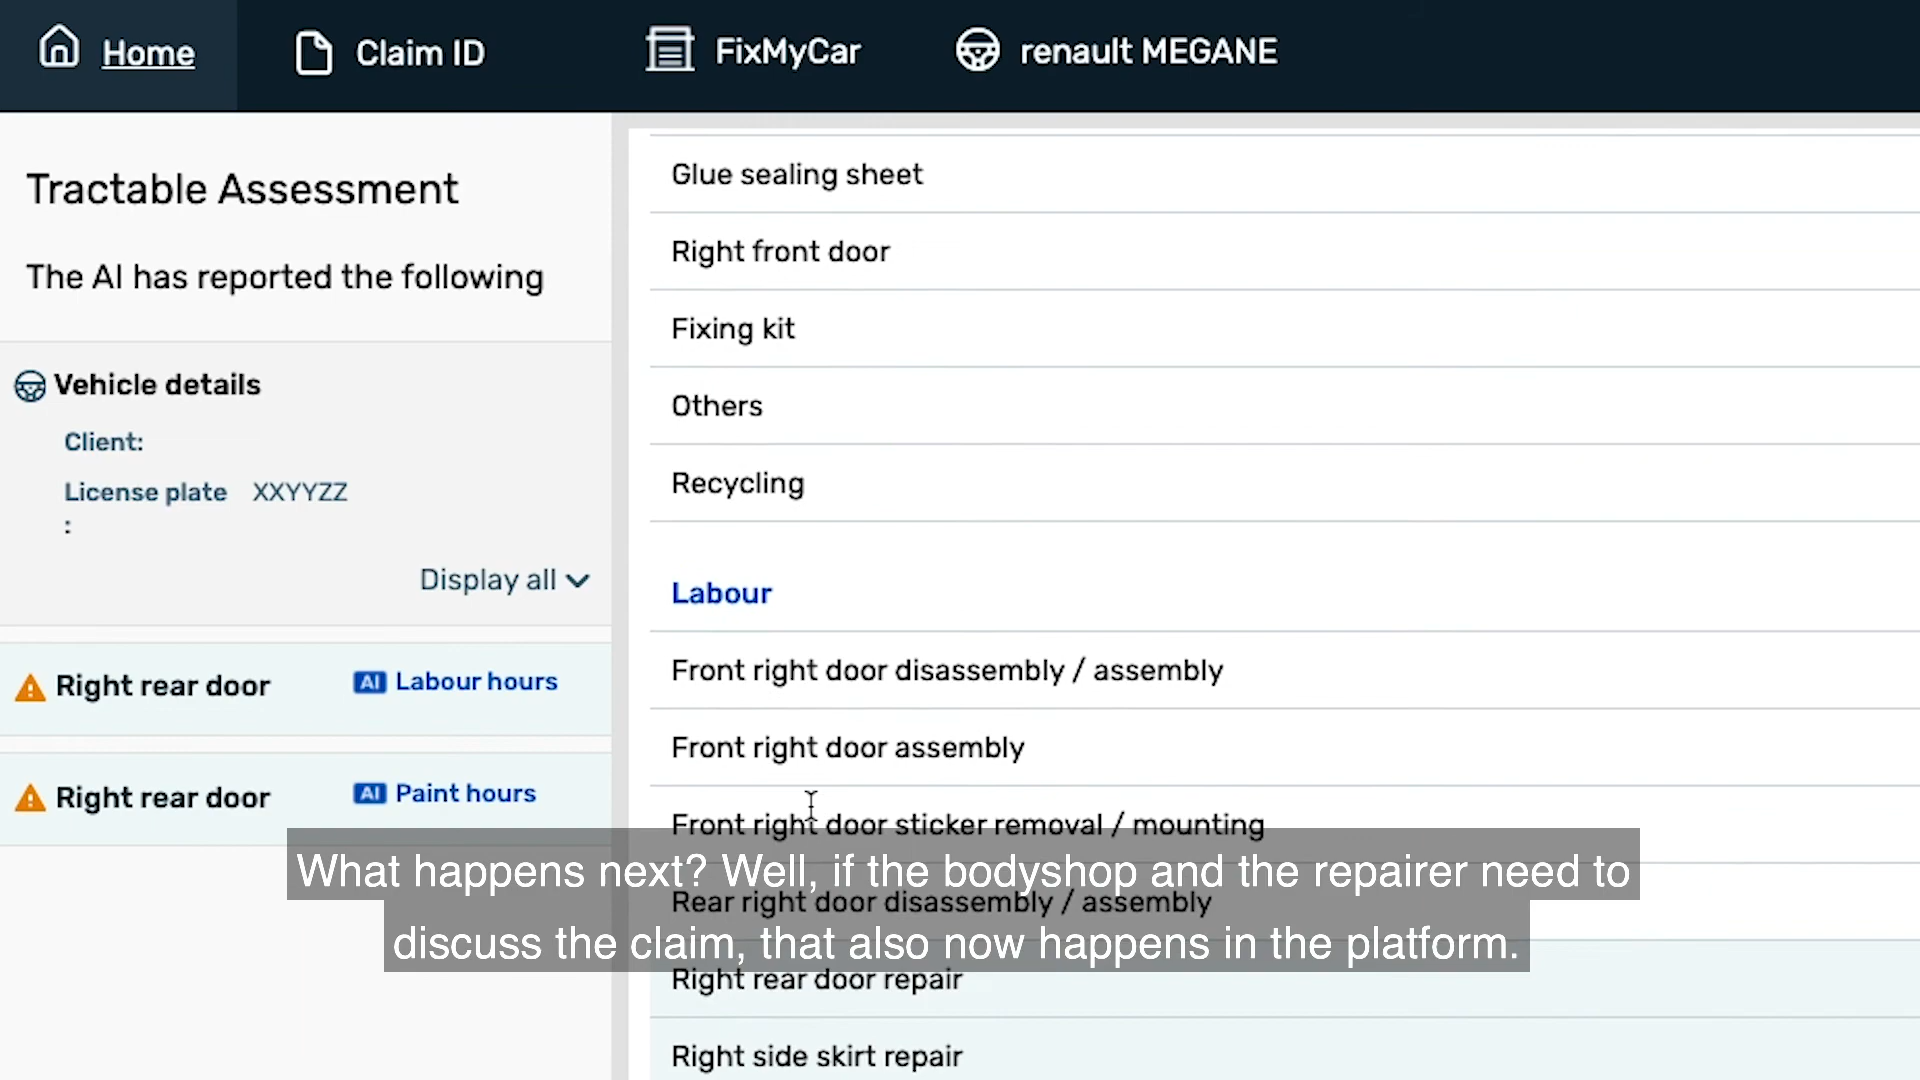 Home
Claim ID
FixMyCar
renault MEGANE
Tractable Assessment
The AI has reported the following
Vehicle details
Client:
License plate XXYYZZ
:
Display all
Right rear door AI Labour hours
Right rear door AI Paint hours
Glue sealing sheet
Right front door
Fixing kit
Others
Recycling
Labour
Front right door disassembly / assembly
Front right door assembly
Front right door sticker removal / mounting
Rear right door disassembly / assembly
Right rear door repair
Right side skirt repair
What happens next? Well, if the bodyshop and the repairer need to
discuss the claim, that also now happens in the platform.